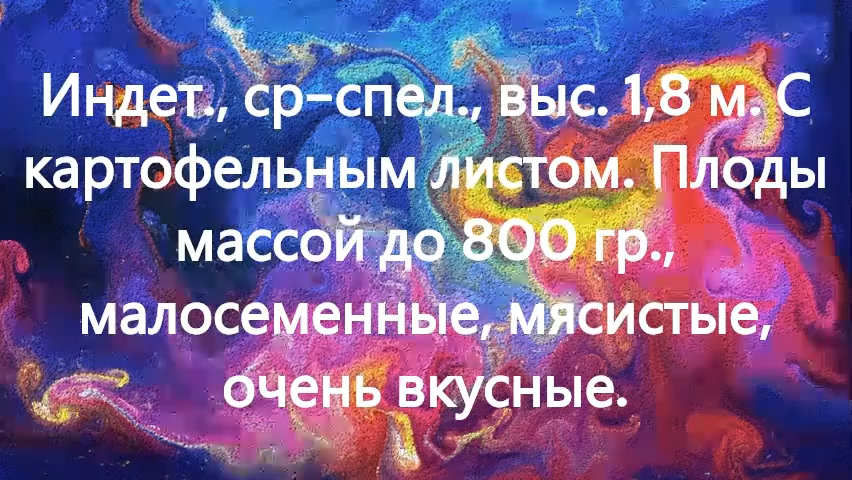 Индет., ср-спел., выс. 1,8 м. С
картофельным листом. Плоды
массой до 800 гр.,
малосеменные, мясистые,
очень вкусные.